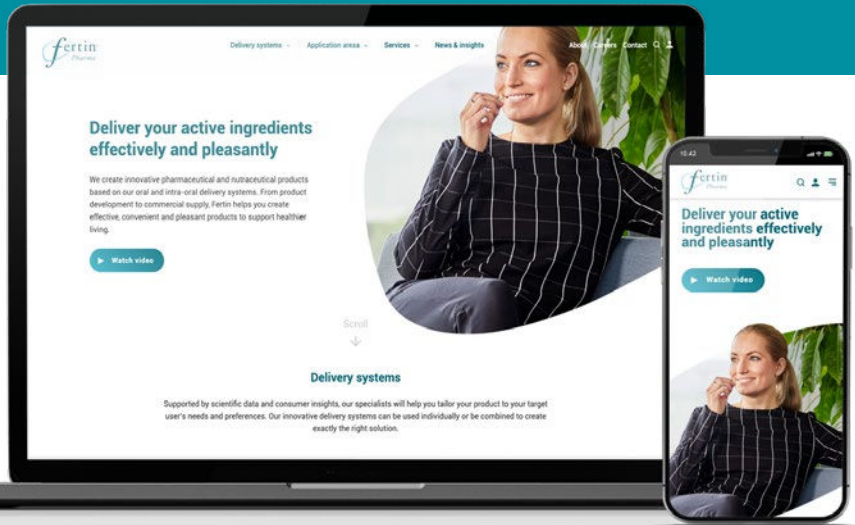 fertin
Pharma
Delivery systems
Application areas
Services
News & insights
About
Careers
Contact
Deliver your active ingredients
effectively and pleasantly
We create innovative pharmaceutical and nutraceutical products
based on our oral and intra-oral delivery systems. From product
development to commercial supply, Fertin helps you create
effective, convenient and pleasant products to support healthier
living.
Watch video
Scroll
Delivery systems
Supported by scientific data and consumer insights, our specialists will help you tailor your product to your target
user's needs and preferences. Our innovative delivery systems can be used individually or be combined to create
exactly the right solution.
10.42
fertin
Pharma
Deliver your active
ingredients effectively
and pleasantly
Watch video